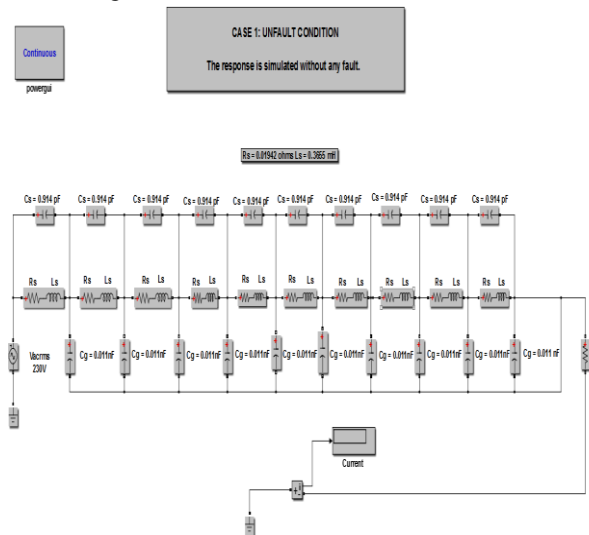 CASE 1: UNFAULT CONDITION
The response is simulated without any fault.
Continuous
powergui
Rs = 0.01942 ohms Ls = 0.3655 mH
Cs = 0.914 pF Cs = 0.914 pF Cs = 0.914 pF Cs = 0.914 pF Cs = 0.914 pF Cs = 0.914 pF Cs = 0.914 pF Cs = 0.914 pF Cs = 0.914 pF Cs = 0.914 pF
Rs Ls Rs Ls Rs Ls Rs Ls Rs Ls Rs Ls Rs Ls Rs Ls Rs Ls Rs Ls
Vacrms
230V
Cg = 0.011nF Cg = 0.011nF Cg = 0.011nF Cg = 0.011nF Cg = 0.011nF Cg = 0.011nF Cg = 0.011nF Cg = 0.011nF Cg = 0.011nF Cg = 0.011 nF
Current